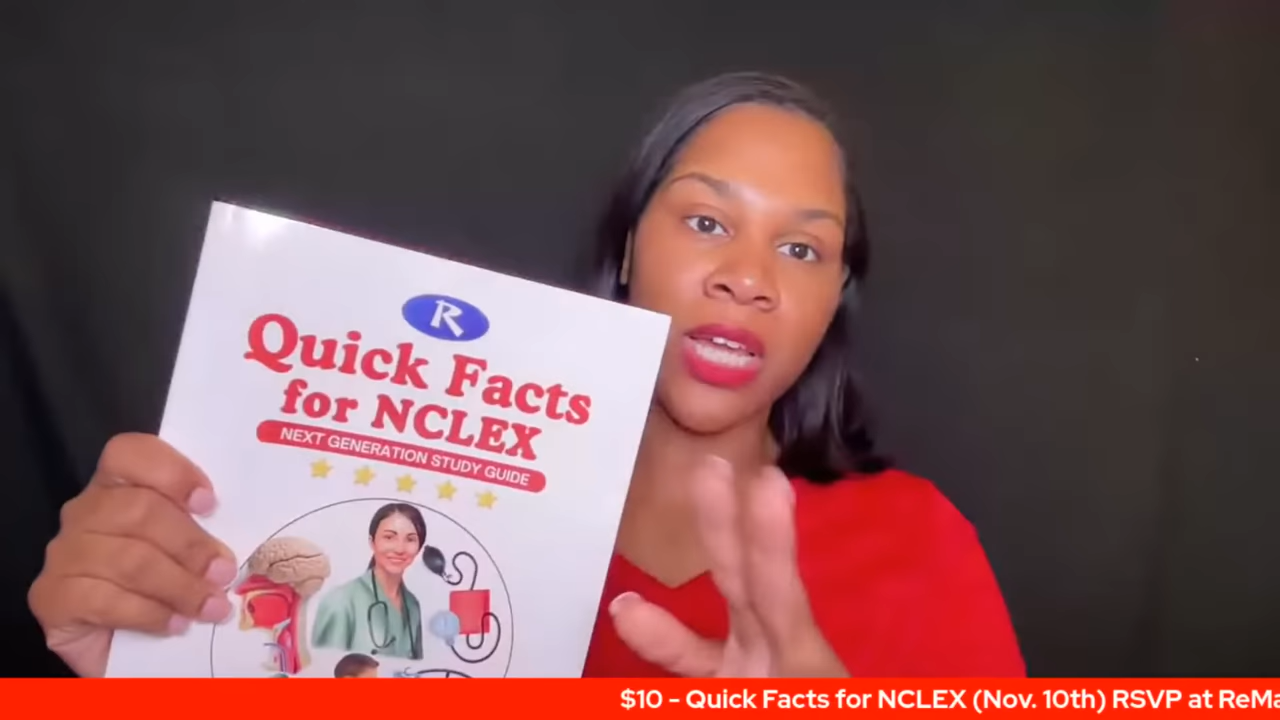 R
Quick Facts
for NCLEX
NEXT GENERATION STUDY GUIDE
$10 - Quick Facts for NCLEX (Nov. 10th) RSVP at ReMa